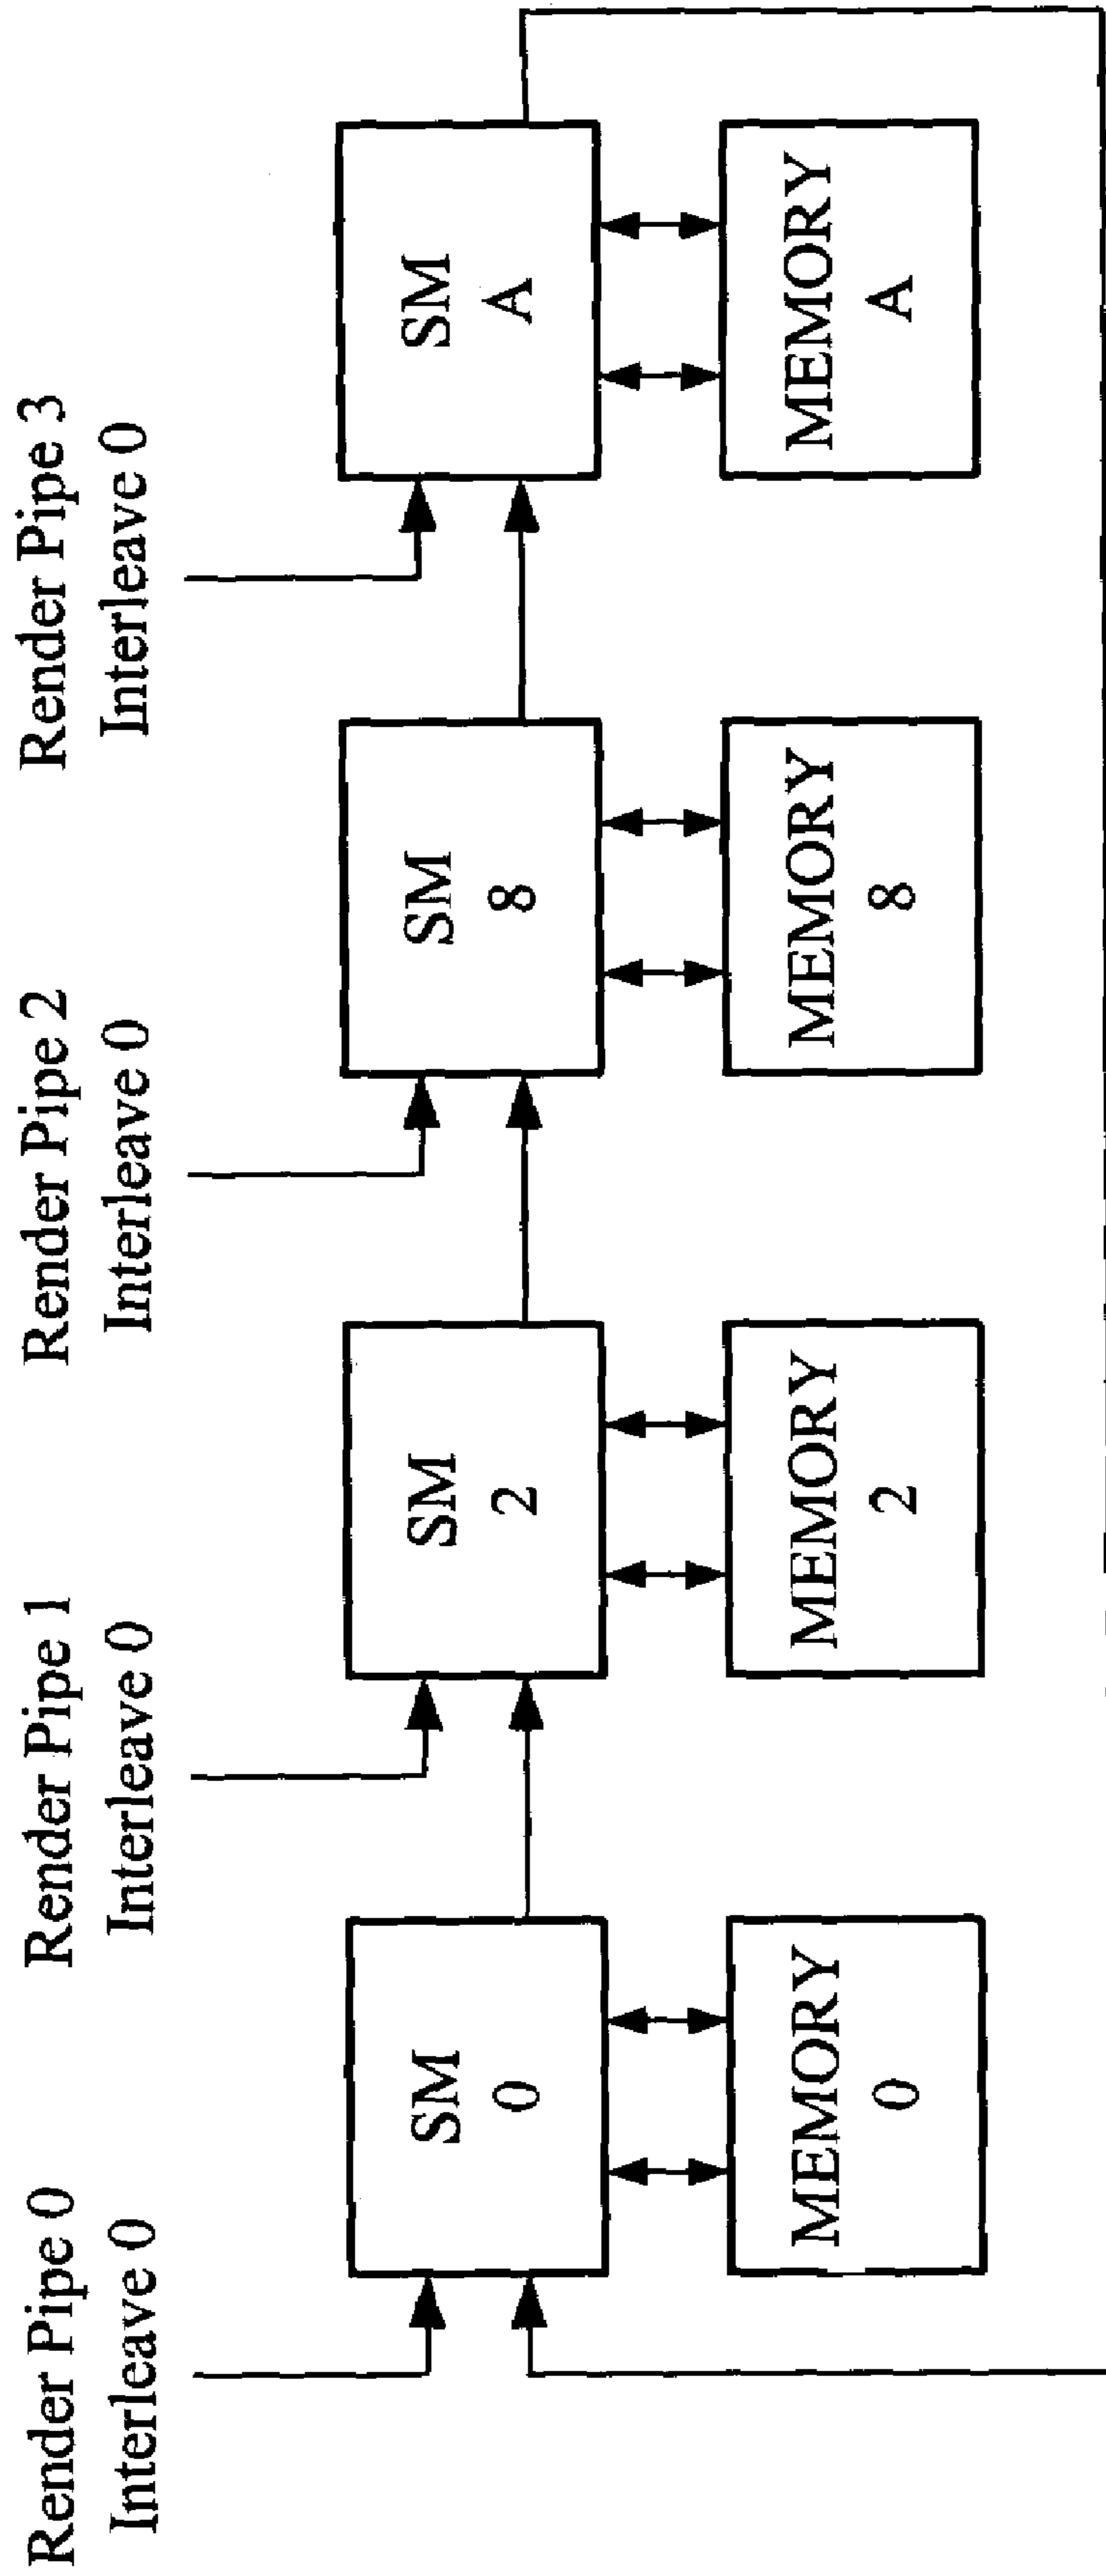 Render Pipe 0
Interleave 0
Render Pipe 1
Interleave 0
Render Pipe 2
Interleave 0
Render Pipe 3
Interleave 0
SM
0
SM
2
SM
8
SM
A
MEMORY
0
MEMORY
2
MEMORY
8
MEMORY
A